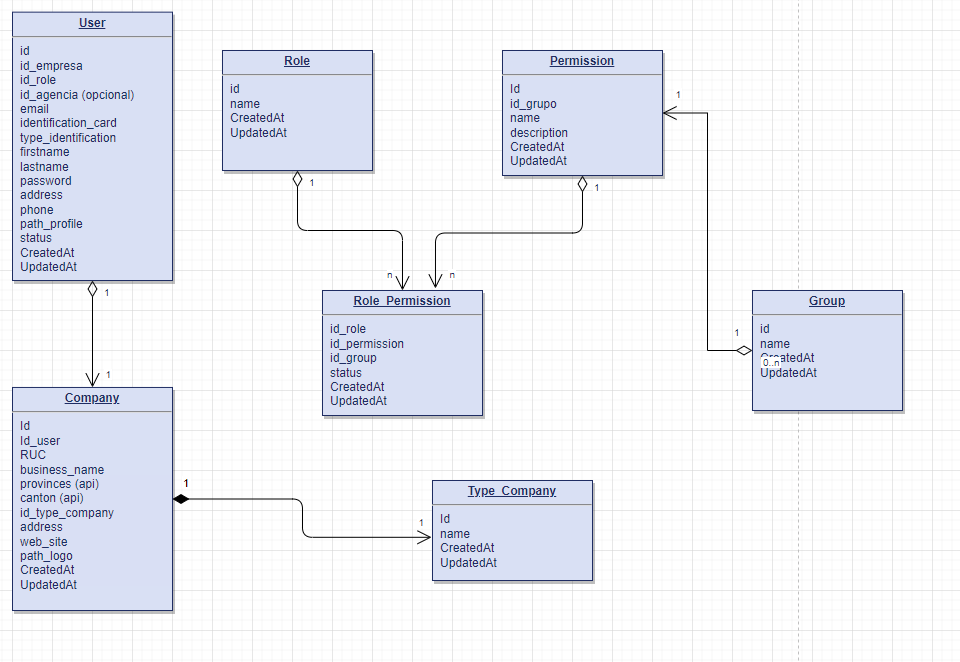 User
id
id_empresa
id_role
id_agencia (opcional)
email
identification_card
type_identification
firstname
lastname
password
address
phone
path_profile
status
CreatedAt
UpdatedAt
1
1
Role
id
name
CreatedAt
UpdatedAt
1
n
Permission
Id
id_grupo
name
description
CreatedAt
UpdatedAt
1
1
n
Role_Permission
id_role
id_permission
id_group
status
CreatedAt
UpdatedAt
Group
id
name
CreatedAt
0..n
UpdatedAt
1
Company
Id
Id_user
RUC
business_name
provinces (api)
canton (api)
id_type_company
address
web_site
path_logo
CreatedAt
UpdatedAt
1
1
Type_Company
Id
name
CreatedAt
UpdatedAt